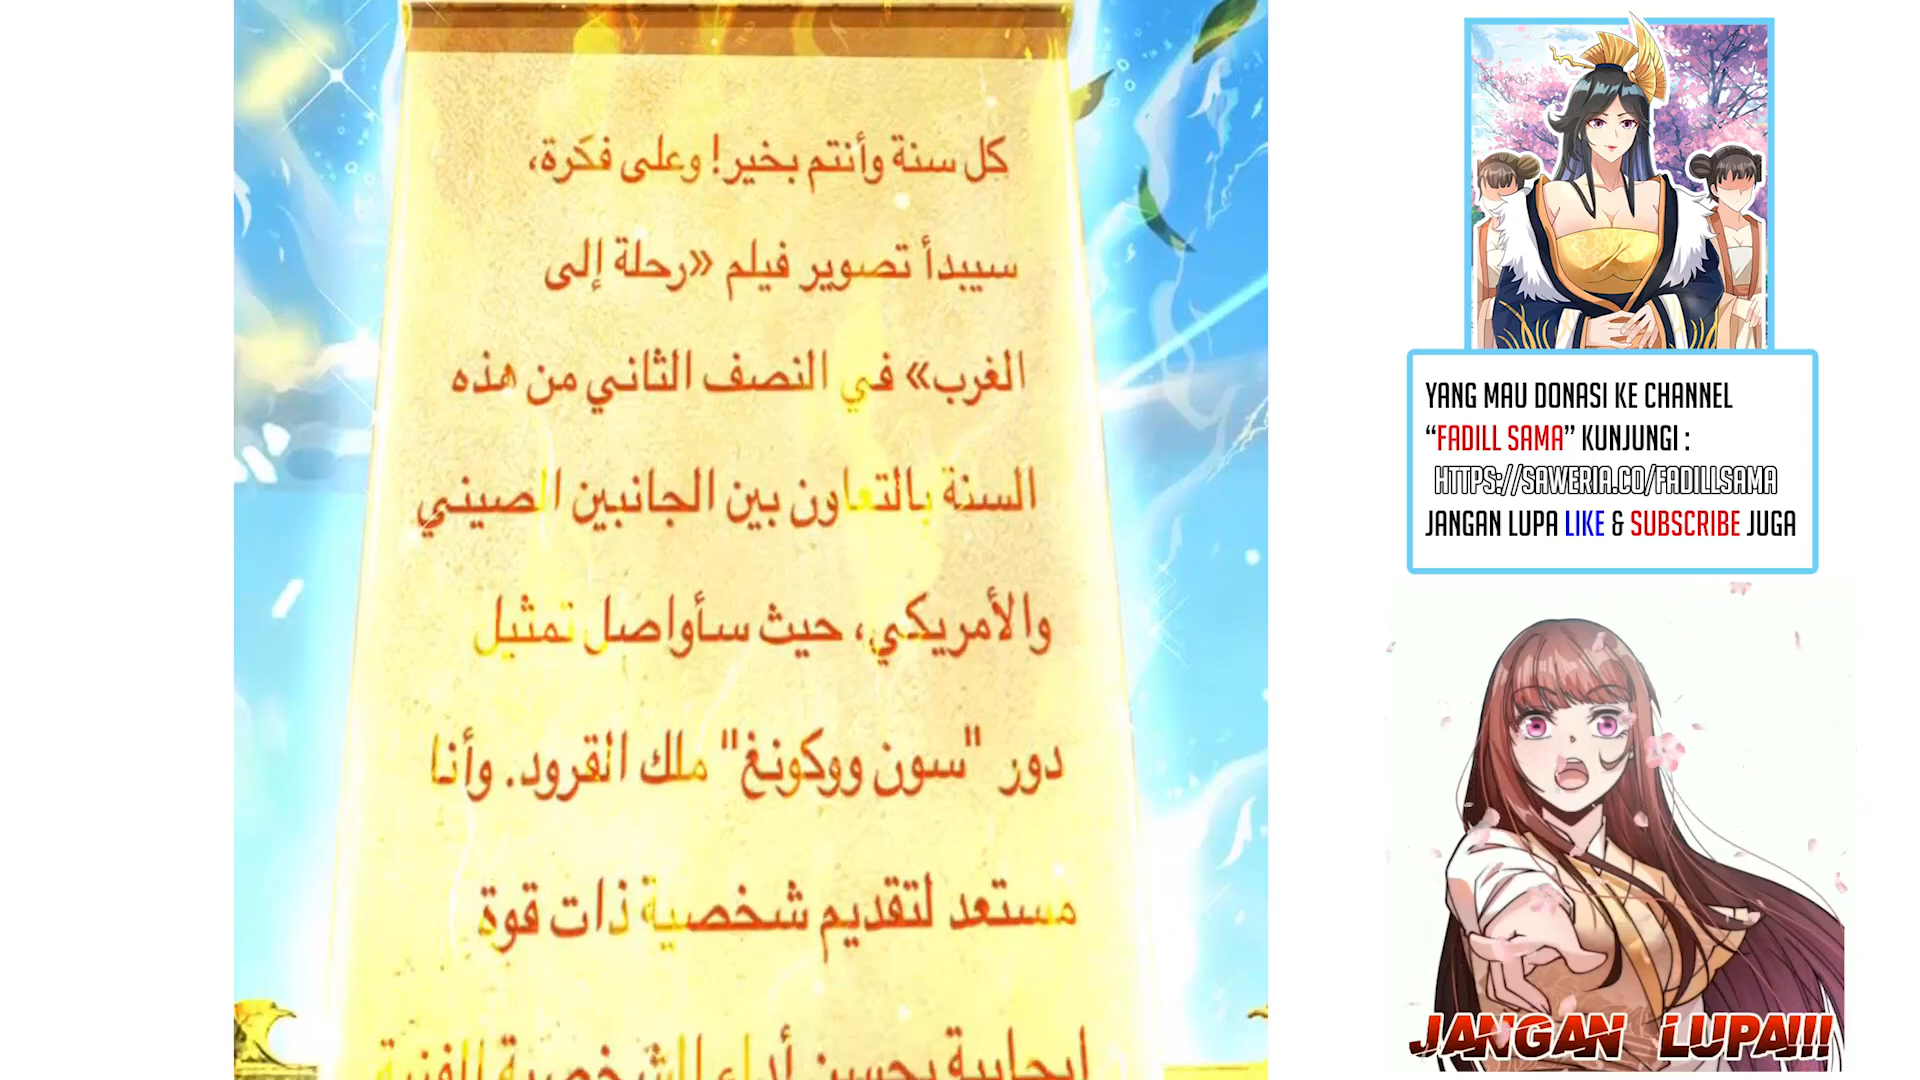 كل سنة وأنتم بخير! وعلى فكرة،
سيبدأ تصوير فيلم «رحلة إلى
الغرب» في النصف الثاني من هذه
السنة بالتعاون بين الجانبين الصيني
والأمريكي، حيث سأواصل تمثيل
دور "سون ووكونغ" ملك القرود. وأنا
مستعد لتقديم شخصية ذات قوة
YANG MAU DONASI KE CHANNEL
“FADILL SAMA” KUNJUNGI :
HTTPS://SAWERIA.CO/FADILLSAMA
JANGAN LUPA LIKE & SUBSCRIBE JUGA
JANGAN LUPA!!!